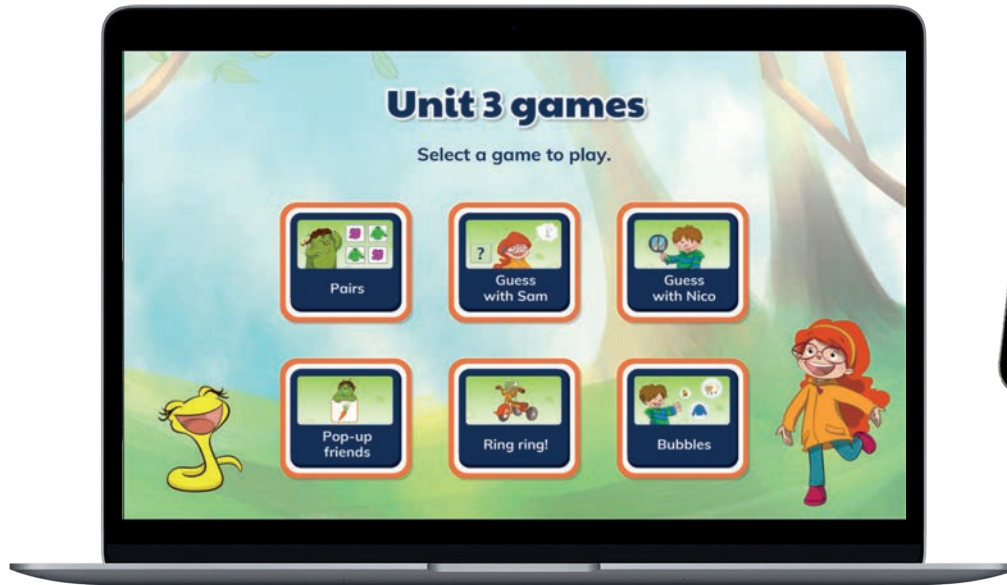 Unit 3 games
Select a game to play.
Pairs
?
Guess
with Sam
Guess
with Nico
Pop-up
friends
Ring ring!
Bubbles